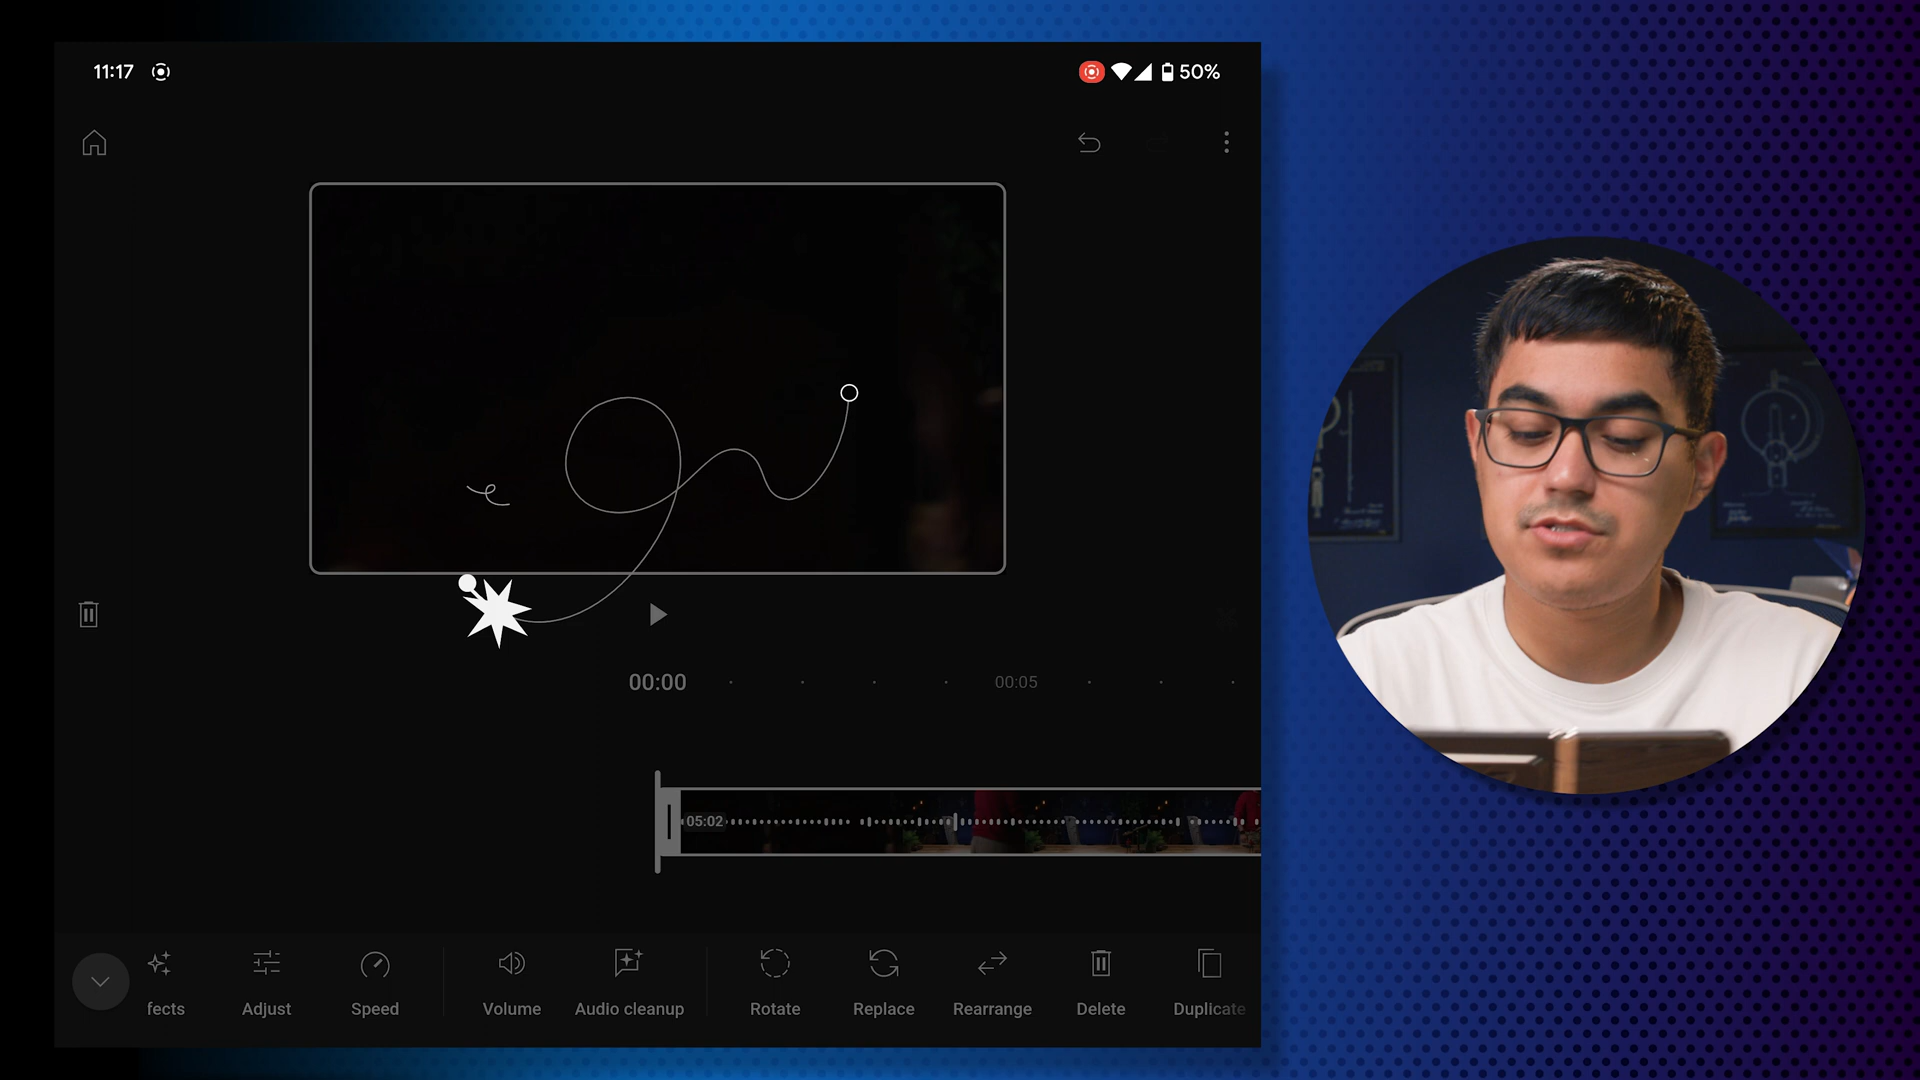 11:17
50%
00:00
00:05
05:02
fects
Adjust
Speed
Volume
Audio cleanup
Rotate
Replace
Rearrange
Delete
Duplicate